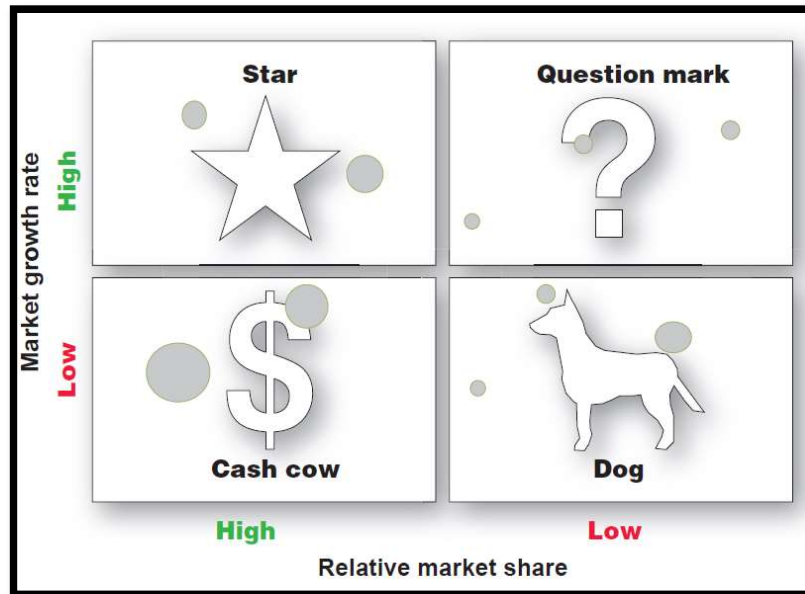 Star
Question mark
Market growth rate
High
Low
Cash cow
Dog
High
Low
Relative market share